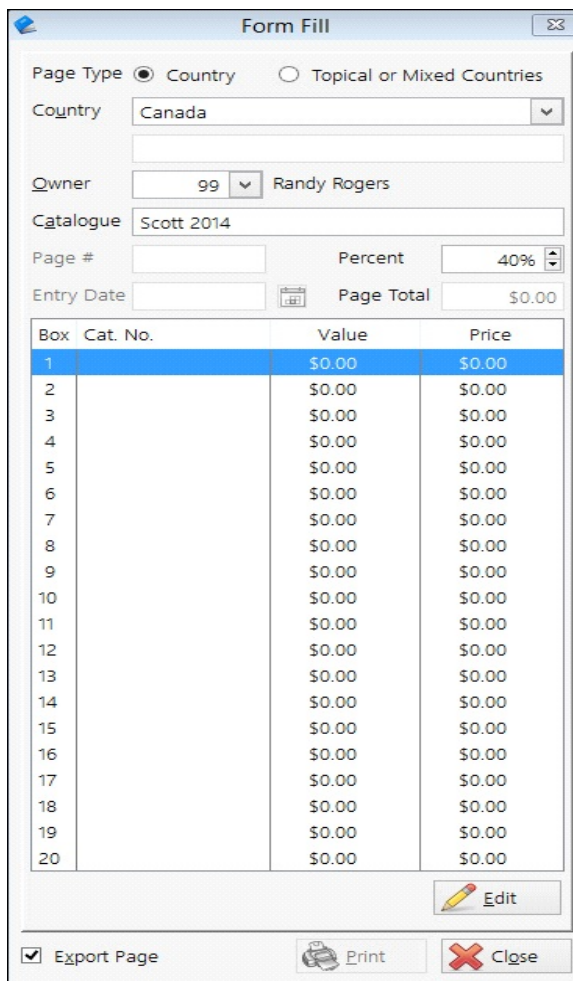 Form Fill
Page Type Country Topical or Mixed Countries
Country Canada
Owner 99 Randy Rogers
Catalogue Scott 2014
Page # Percent 40%
Entry Date Page Total $0.00
Box Cat. No. Value Price
1 $0.00 $0.00
2 $0.00 $0.00
3 $0.00 $0.00
4 $0.00 $0.00
5 $0.00 $0.00
6 $0.00 $0.00
7 $0.00 $0.00
8 $0.00 $0.00
9 $0.00 $0.00
10 $0.00 $0.00
11 $0.00 $0.00
12 $0.00 $0.00
13 $0.00 $0.00
14 $0.00 $0.00
15 $0.00 $0.00
16 $0.00 $0.00
17 $0.00 $0.00
18 $0.00 $0.00
19 $0.00 $0.00
20 $0.00 $0.00
Edit
Export Page Print Close